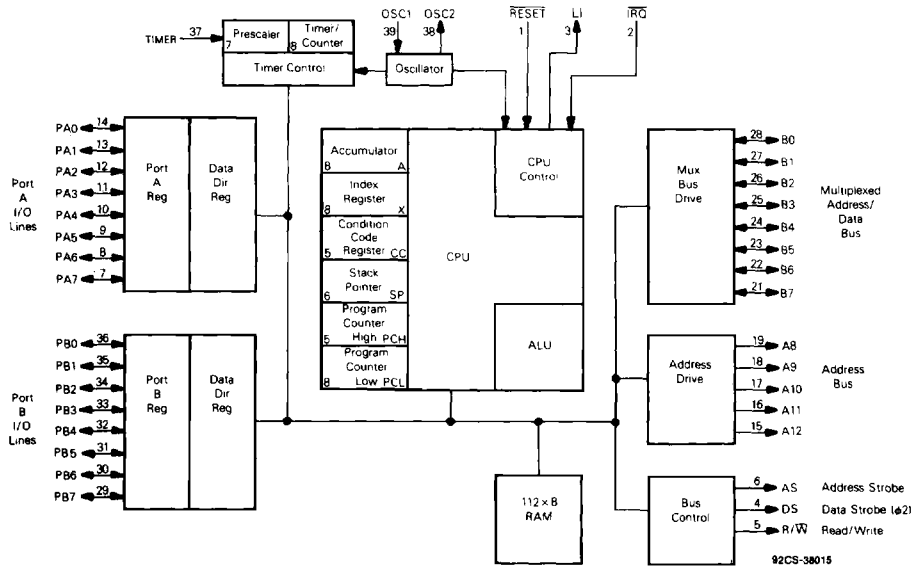 OSC1 OSC2 RESET LI IRQ
39 38 1 3 2
TIMER 37 Prescaler 7 Timer/ Counter 8
Timer Control
Oscillator
Port A I/O Lines
PA0 14
PA1 13
PA2 12
PA3 11
PA4 10
PA5 9
PA6 8
PA7 7
Port A Reg
Data Dir Reg
Accumulator
8 A
Index Register
8 X
Condition Code Register
5 CC
Stack Pointer
6 SP
Program Counter High
5 PCH
Program Counter Low
8 PCL
CPU
CPU Control
ALU
Mux Bus Drive
28 B0
27 B1
26 B2
25 B3
24 B4
23 B5
22 B6
21 B7
Multiplexed Address/ Data Bus
Port B I/O Lines
PB0 36
PB1 35
PB2 34
PB3 33
PB4 32
PB5 31
PB6 30
PB7 29
Port B Reg
Data Dir Reg
Address Drive
19 A8
18 A9
17 A10
16 A11
15 A12
Address Bus
112×8 RAM
Bus Control
6 AS Address Strobe
4 DS Data Strobe (φ2)
5 R/W Read/Write
92CS-38015